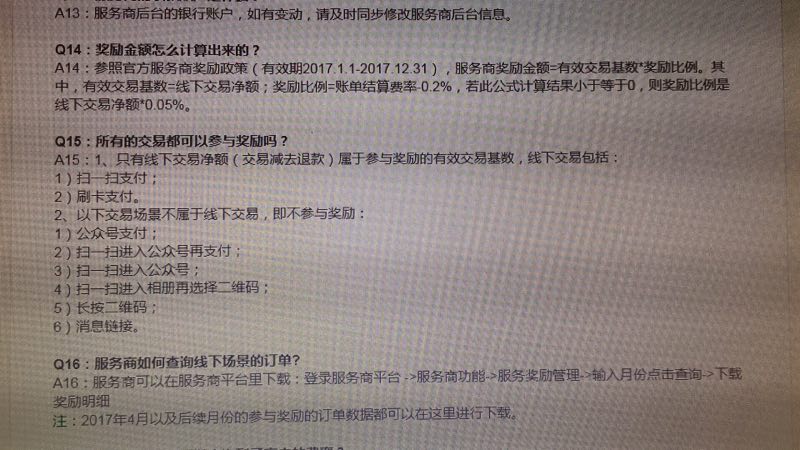 A13：服务商后台的银行账户，如有变动，请及时同步修改服务商后台信息。
Q14：奖励金额怎么计算出来的？
A14：参照官方服务商奖励政策（有效期2017.1.1-2017.12.31），服务商奖励金额=有效交易基数*奖励比例。其
中，有效交易基数=线下交易净额；奖励比例=账单结算费率-0.2%，若此公式计算结果小于等于0，则奖励比例是
线下交易净额*0.05%。
Q15：所有的交易都可以参与奖励吗？
A15：1、只有线下交易净额（交易减去退款）属于参与奖励的有效交易基数，线下交易包括：
1）扫一扫支付；
2）刷卡支付。
2、以下交易场景不属于线下交易，即不参与奖励：
1）公众号支付；
2）扫一扫进入公众号再支付；
3）扫一扫进入公众号；
4）扫一扫进入相册再选择二维码；
5）长按二维码；
6）消息链接。
Q16：服务商如何查询线下场景的订单?
A16：服务商可以在服务商平台里下载：登录服务商平台 ->服务商功能->服务奖励管理->输入月份点击查询->下载
奖励明细
注：2017年4月以及后续月份的参与奖励的订单数据都可以在这里进行下载。